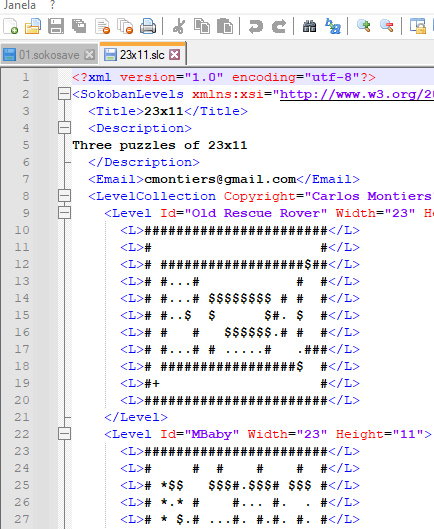 Janela ?
01.sokosave 23x11.slc
1 <?xml version="1.0" encoding="utf-8"?>
2 <SokobanLevels xmlns:xsi="http://www.w3.org/20
3 <Title>23x11</Title>
4 <Description>
5 Three puzzles of 23x11
6 </Description>
7 <Email>cmontiers@gmail.com</Email>
8 <LevelCollection Copyright="Carlos Montiers
9 <Level Id="Old Rescue Rover" Width="23" He
10 <L>#######################</L>
11 <L>#                     #</L>
12 <L># ##################$##</L>
13 <L># #...#            #  #</L>
14 <L># #...# $$$$$$$$ # #  #</L>
15 <L># #..$  $      $#. $  #</L>
16 <L># #   #   $$$$$$.# #  #</L>
17 <L># #...# # .....#   .###</L>
18 <L># #################$  #</L>
19 <L>#+                    #</L>
20 <L>#######################</L>
21 </Level>
22 <Level Id="MBaby" Width="23" Height="11">
23 <L>#######################</L>
24 <L>#    #   #    #    #  #</L>
25 <L># *$$   $$$#.$$$# $$$ #</L>
26 <L># *.* #    #... #.  . #</L>
27 <L># * $.# ...#. #.#. #. #</L>